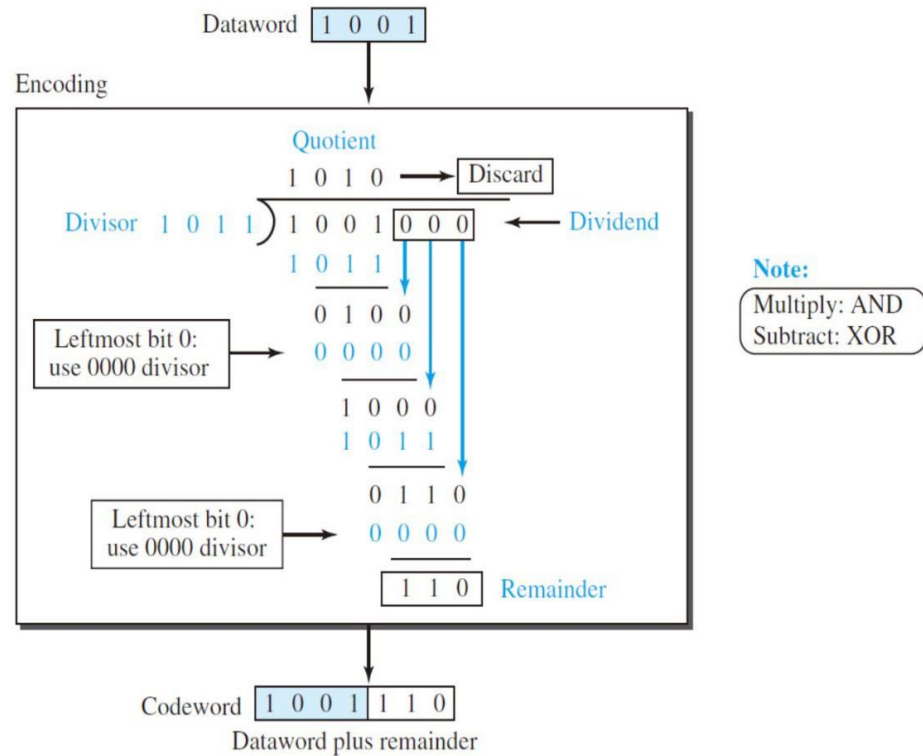 Dataword 1 0 0 1
Encoding
Quotient
1 0 1 0 Discard
Divisor 1 0 1 1 1 0 0 1 0 0 0 Dividend
1 0 1 1
Note:
Multiply: AND
Subtract: XOR
0 1 0 0
Leftmost bit 0:
use 0000 divisor
0 0 0 0
1 0 0 0
1 0 1 1
0 1 1 0
Leftmost bit 0:
use 0000 divisor
0 0 0 0
1 1 0 Remainder
Codeword 1 0 0 1 1 1 0
Dataword plus remainder